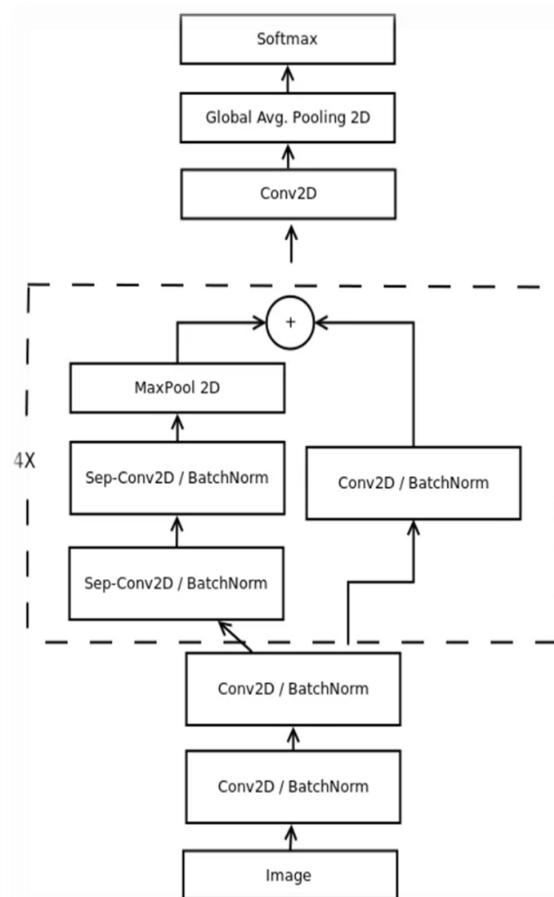 Softmax
Global Avg. Pooling 2D
Conv2D
+
MaxPool 2D
4X
Sep-Conv2D / BatchNorm
Conv2D / BatchNorm
Sep-Conv2D / BatchNorm
Conv2D / BatchNorm
Conv2D / BatchNorm
Image